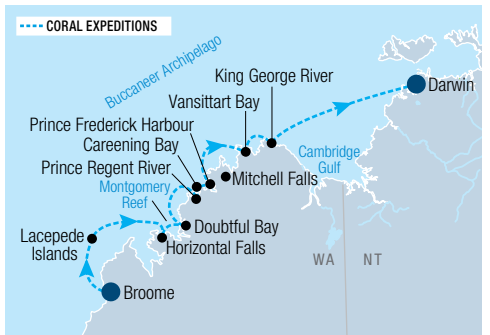 CORAL EXPEDITIONS
Buccaneer Archipelago
King George River
Darwin
Vansittart Bay
Prince Frederick Harbour
Careening Bay
Cambridge
Gulf
Prince Regent River
Mitchell Falls
Montgomery
Reef
Doubtful Bay
Lacepede
Islands
Horizontal Falls
WA
NT
Broome